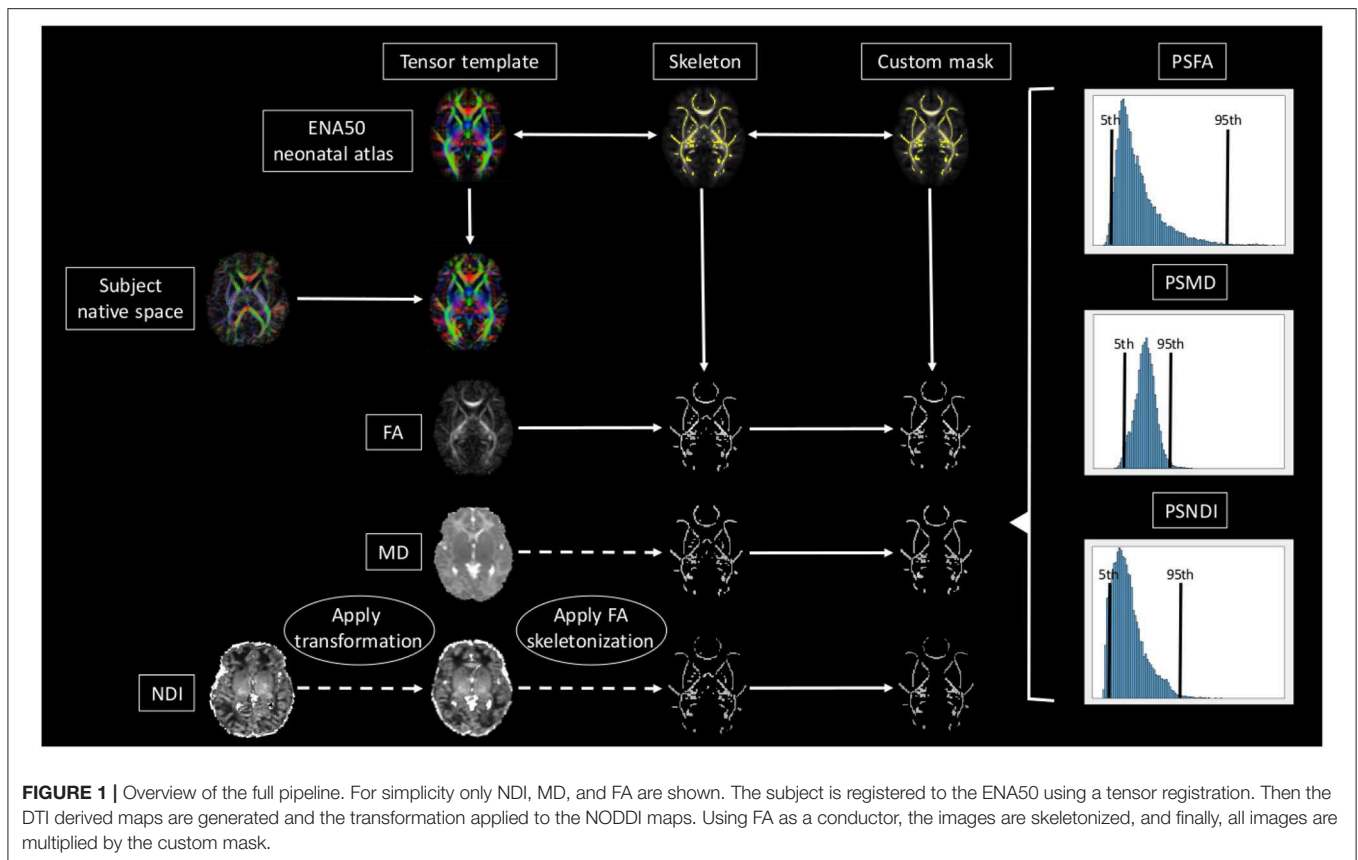 Tensor template
Skeleton
Custom mask
PSFA
ENA50
neonatal atlas
5th
95th
Subject
native space
PSMD
5th
95th
FA
MD
PSNDI
5th
95th
Apply
transformation
Apply FA
skeletonization
NDI
FIGURE 1 | Overview of the full pipeline. For simplicity only NDI, MD, and FA are shown. The subject is registered to the ENA50 using a tensor registration. Then the
DTI derived maps are generated and the transformation applied to the NODDI maps. Using FA as a conductor, the images are skeletonized, and finally, all images are
multiplied by the custom mask.